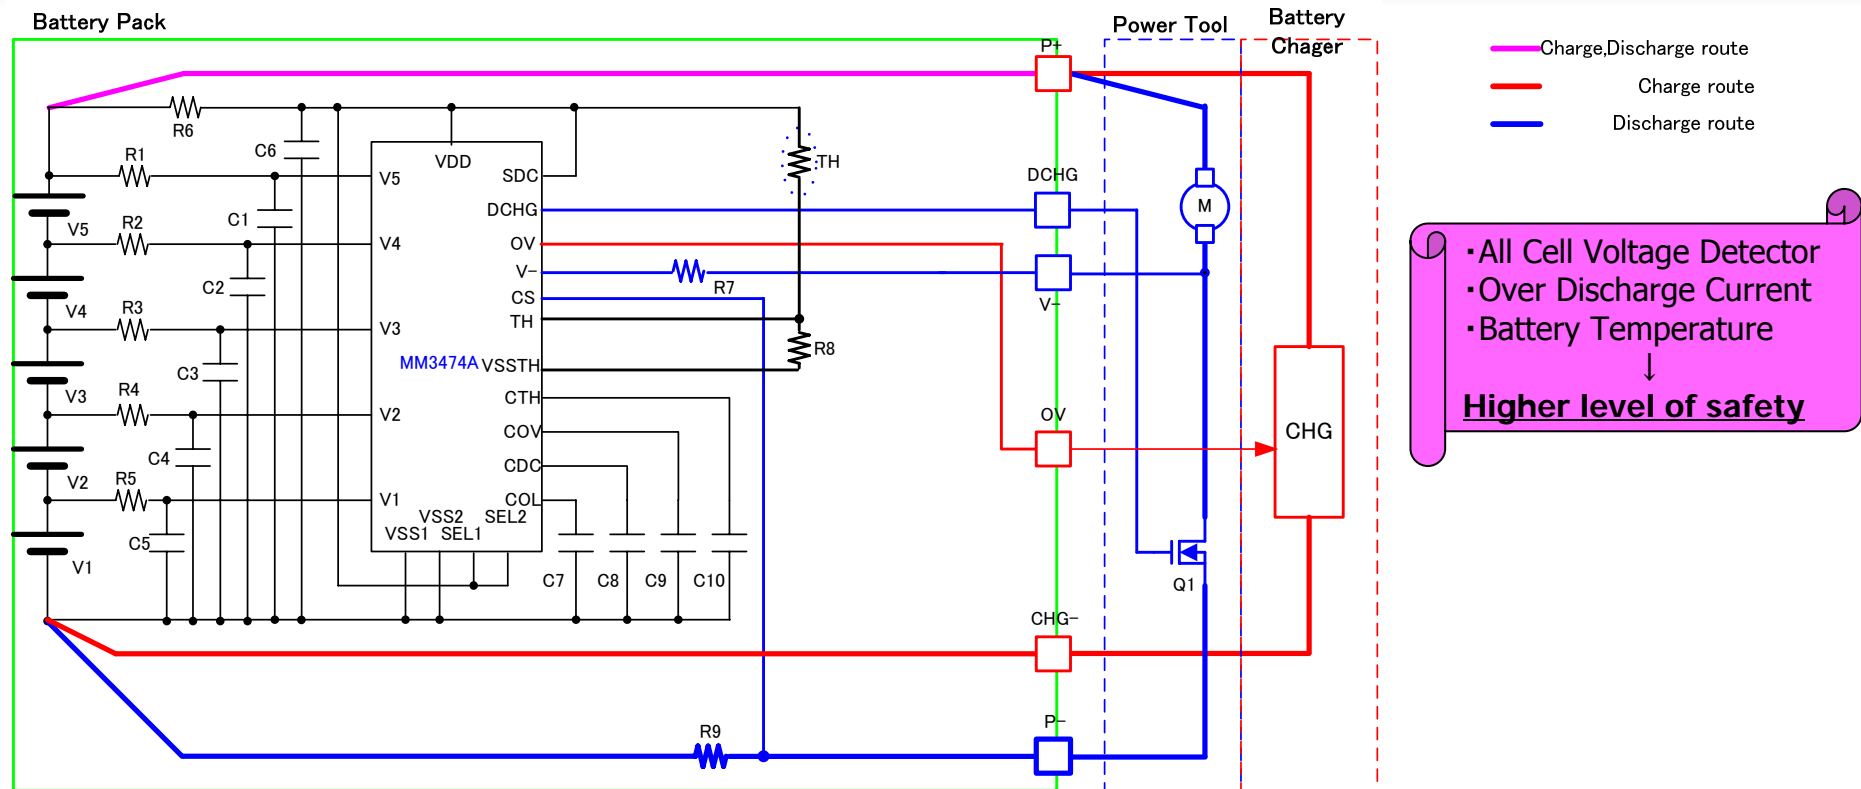 Battery Pack
Power Tool
Battery
Chager
P+
Charge,Discharge route
Charge route
Discharge route
R6
C6
R1
VDD
V5
SDC
TH
DCHG
C1
R2
V5
DCHG
M
V4
OV
V-
C2
R7
V-
R3
V4
CS
V3
TH
R8
MM3474A
VSSTH
C3
V3
R4
CTH
V2
OV
COV
CHG
C4
CDC
R5
V2
V1
COL
VSS2
SEL2
VSS1
SEL1
C5
V1
C7
C8
C9
C10
Q1
CHG-
P-
R9
・All Cell Voltage Detector
・Over Discharge Current
・Battery Temperature
↓
Higher level of safety